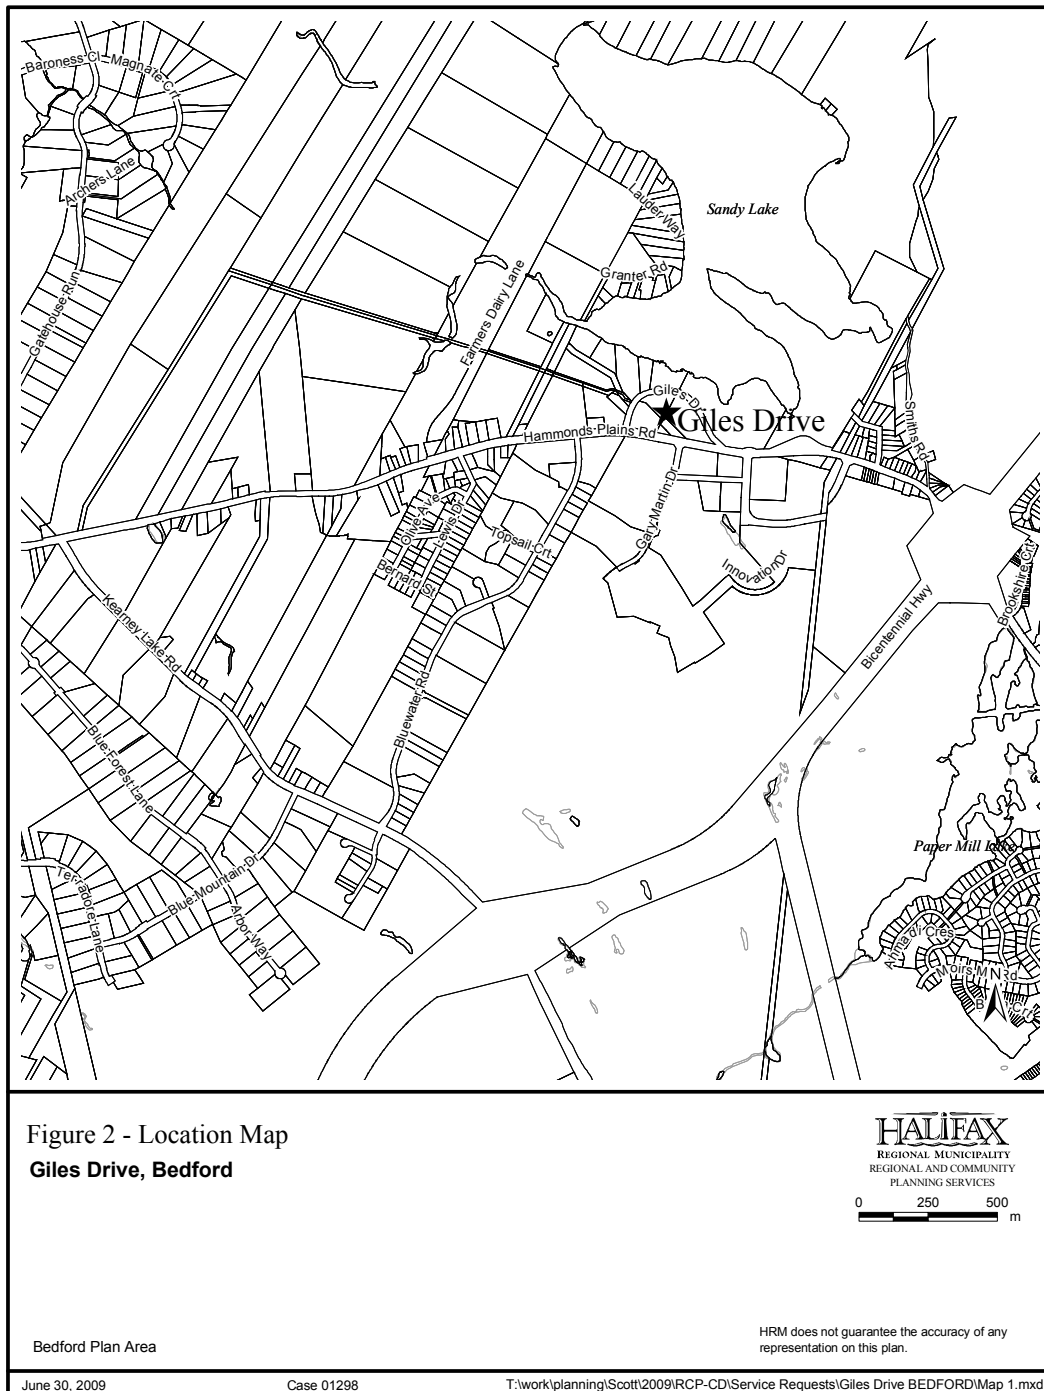 Baroness Cl
Magnate Crt
Archers Lane
Gatehouse Run
Lauder Way
Sandy Lake
Granter Rd
Farmers Dairy Lane
Giles D
Giles Drive
Hammonds Plains Rd
Smiths Rd
Olive Ave
Lewis Dr
Topsail Crt
Gary Martin Dr
Bernard St
Innovation Dr
Brookshire Crt
Bicentennial Hwy
Kearney Lake Rd
Bluewater Rd
Blue Forest Lane
Paper Mill Lake
Terradore Lane
Blue Mountain Dr
Arbor Way
Ahmadi Cres
Moirs M Rd
N
B Crt
Figure 2 - Location Map
Giles Drive, Bedford
HALIFAX
REGIONAL MUNICIPALITY
REGIONAL AND COMMUNITY
PLANNING SERVICES
0 250 500
m
Bedford Plan Area
HRM does not guarantee the accuracy of any
representation on this plan.
June 30, 2009 Case 01298 T:\work\planning\Scott\2009\RCP-CD\Service Requests\Giles Drive BEDFORD\Map 1.mxd